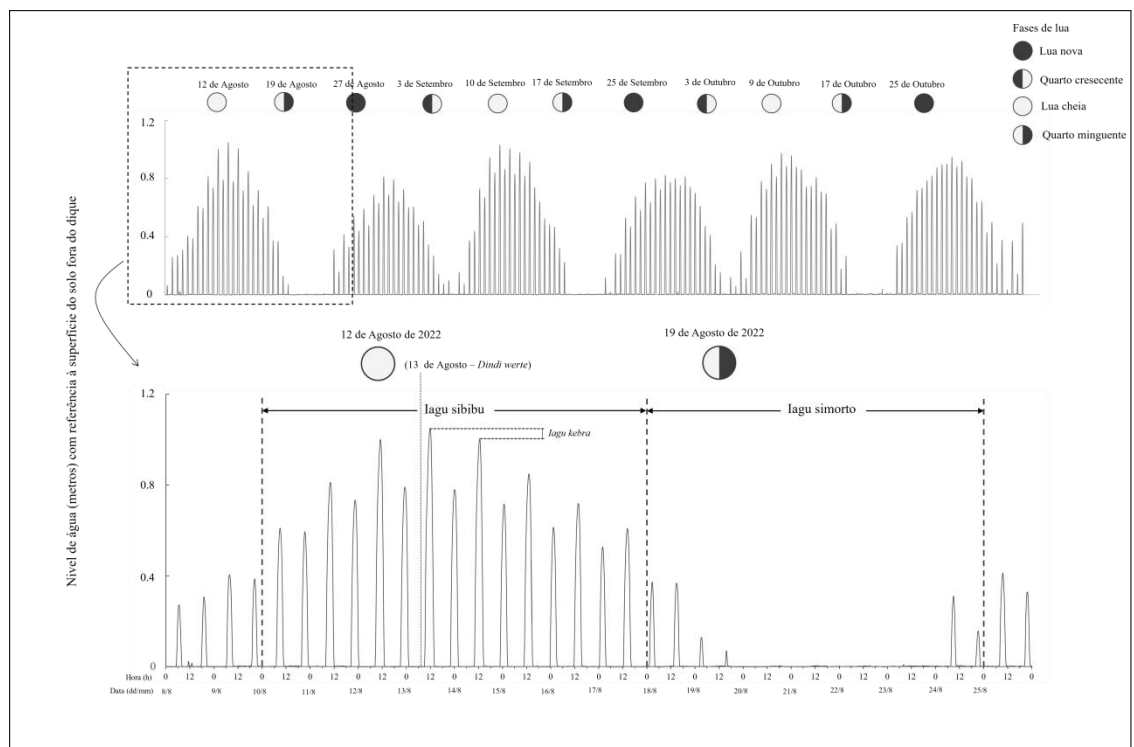 Fases de lua
Lua nova
Quarto cresecente
Lua cheia
Quarto minguente
12 de Agosto 19 de Agosto 27 de Agosto 3 de Setembro 10 de Setembro 17 de Setembro 25 de Setembro 3 de Outubro 9 de Outubro 17 de Outubro 25 de Outubro
1.2
0.8
0.4
0
Nivel de água (metros) com referência à superfície do solo fora do dique
12 de Agosto de 2022 19 de Agosto de 2022
(13 de Agosto – Dindi werte)
1.2
Iagu sibibu Iagu simorto
Iagu kebra
0.8
0.4
0
Hora (h) 0 12 0 12 0 12 0 12 0 12 0 12 0 12 0 12 0 12 0 12 0 12 0 12 0 12 0 12 0 12 0 12 0 12 0 12 0
Data (dd/mm) 8/8 9/8 10/8 11/8 12/8 13/8 14/8 15/8 16/8 17/8 18/8 19/8 20/8 21/8 22/8 23/8 24/8 25/8